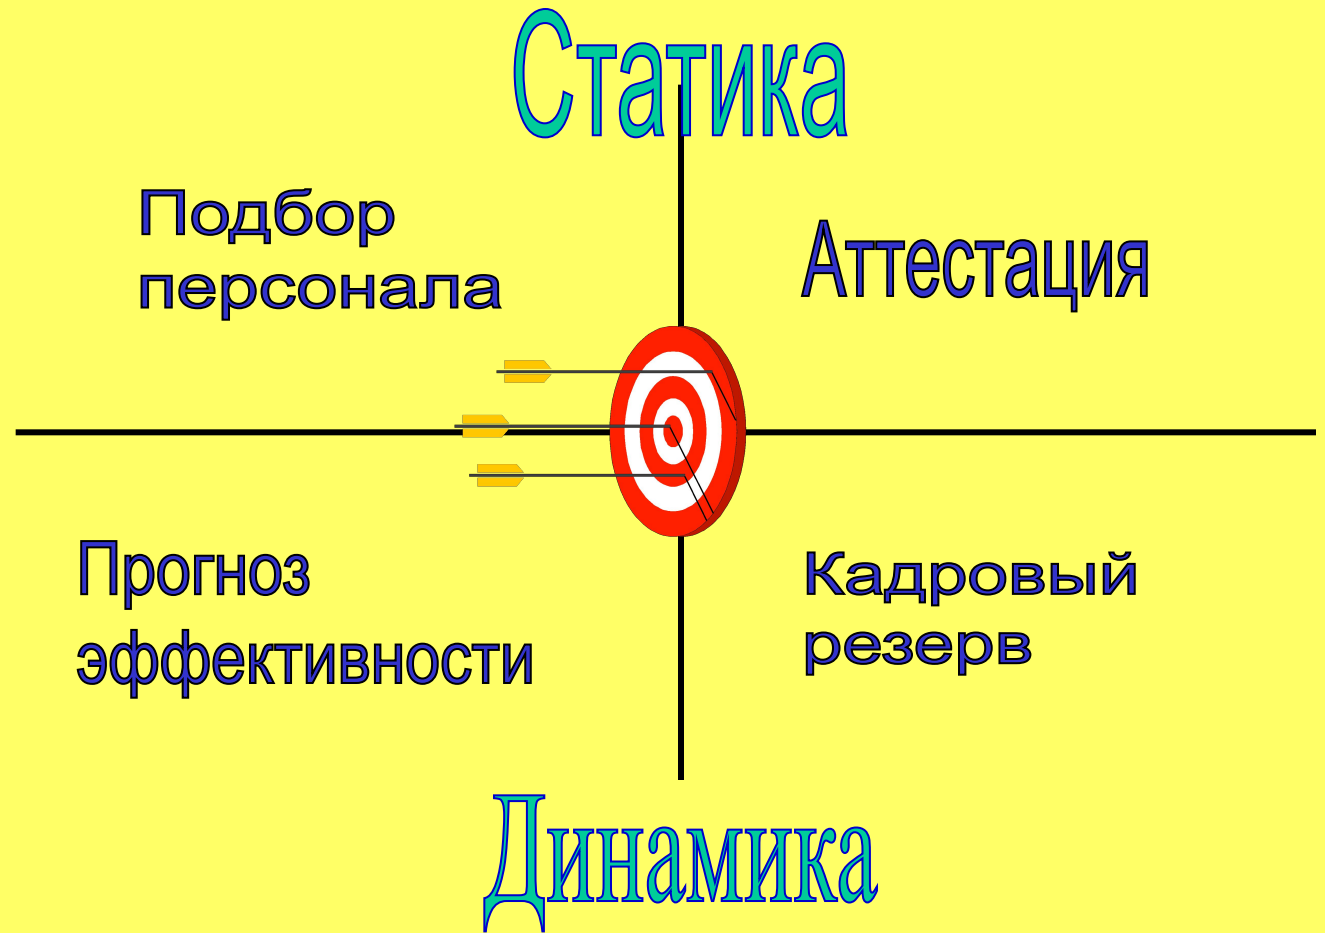 Статика
Подбор
персонала
Аттестация
Прогноз
эффективности
Кадровый
резерв
Динамика